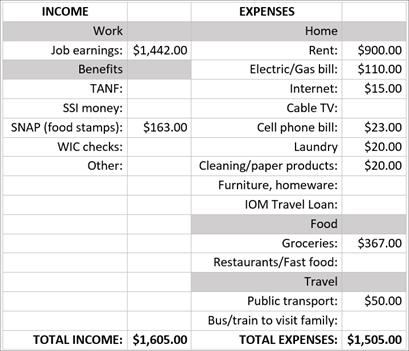 INCOME EXPENSES
Work Home
Job earnings: $1,442.00 Rent: $900.00
Benefits Electric/Gas bill: $110.00
TANF: Internet: $15.00
SSI money: Cable TV:
SNAP (food stamps): $163.00 Cell phone bill: $23.00
WIC checks: Laundry $20.00
Other: Cleaning/paper products: $20.00
Furniture, homeware:
IOM Travel Loan:
Food
Groceries: $367.00
Restaurants/Fast food:
Travel
Public transport: $50.00
Bus/train to visit family:
TOTAL INCOME: $1,605.00 TOTAL EXPENSES: $1,505.00